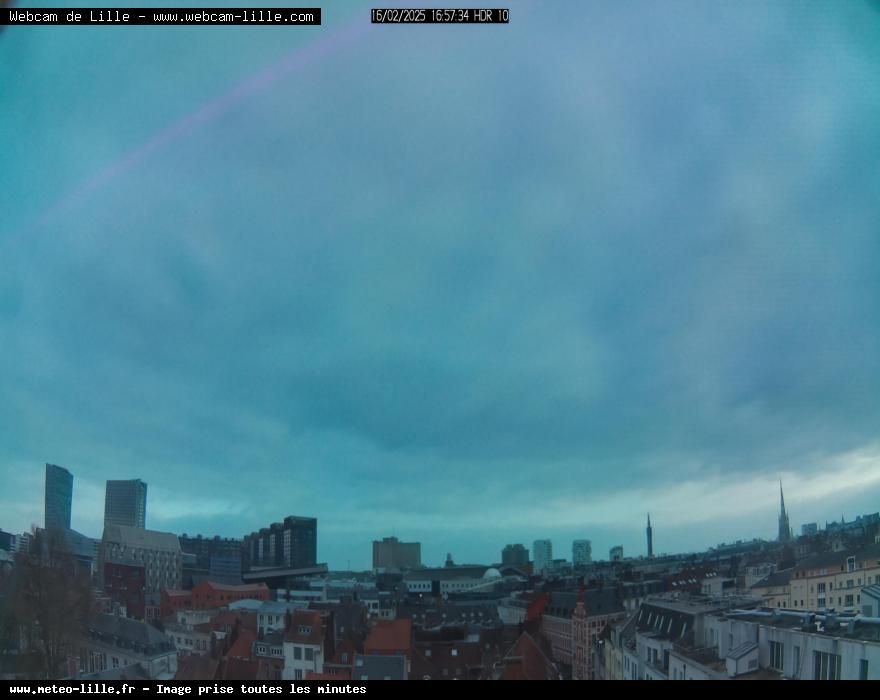 Webcam de Lille - www.webcam-lille.com
16/02/2025 16:57:34 HDR 10
www.meteo-lille.fr - Image prise toutes les minutes